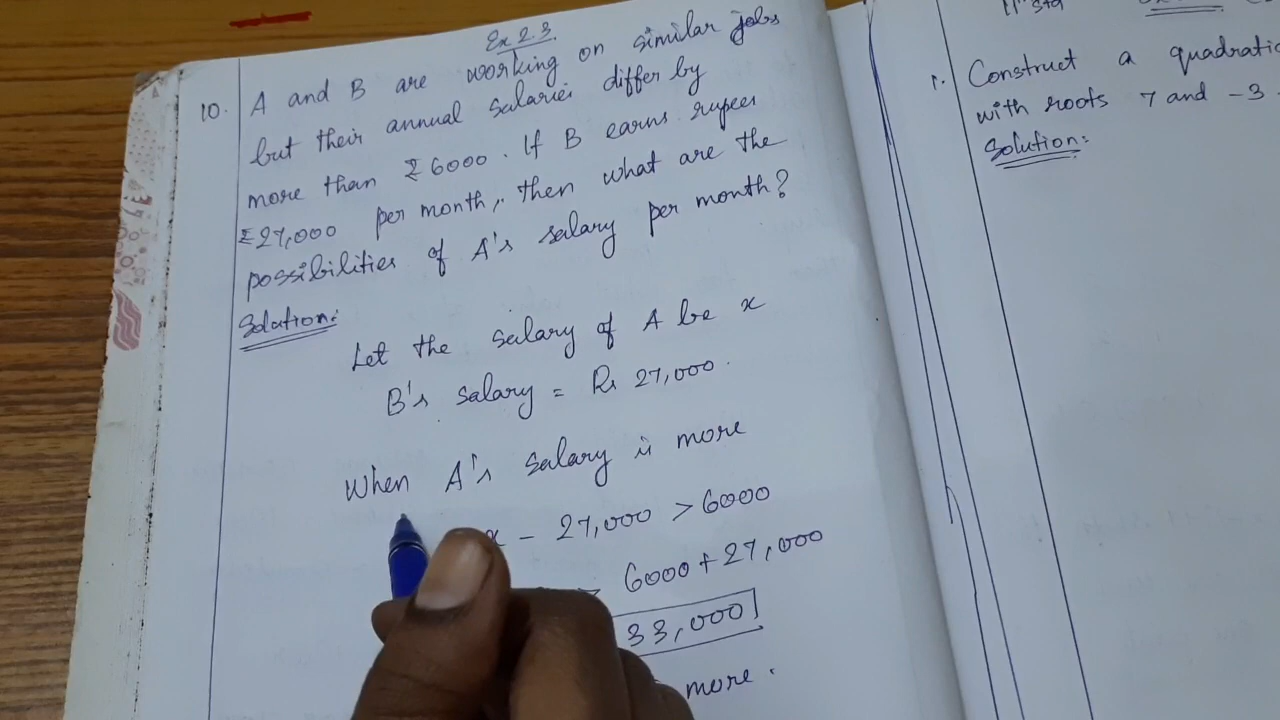 Ex 2.3
10. A and B are working on similar jobs
but their annual salaries differ by
more than ₹6000. If B earns rupees
₹27,000 per month, then what are the
possibilities of A's salary per month?
Solution:
Let the salary of A be x
B's salary = Rs 27,000.
When A's salary is more
x - 27,000 > 6000
> 6000 + 27,000
33,000
more.
1. Construct a quadratic
with roots 7 and -3.
Solution: